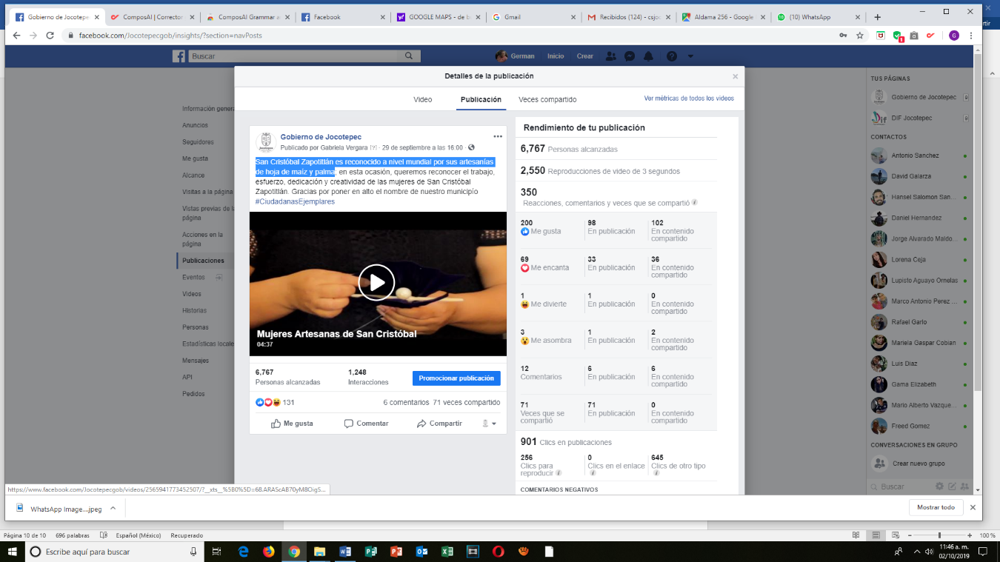 Gobierno de Jocotepec
ComposAI | Corrector
ComposAI Grammar a
Facebook
GOOGLE MAPS - de b
Gmail
Recibidos (124) - csjoc
Aldama 256 - Google
(10) WhatsApp
facebook.com/Jocotepecgob/insights/?section=navPosts
Buscar
German
Inicio
Crear
Información genera
Anuncios
Seguidores
Me gusta
Alcance
Visitas a la página
Vistas previas de la
página
Acciones en la
página
Publicaciones
Eventos
Videos
Historias
Personas
Estadísticas locale
Mensajes
API
Pedidos
Detalles de la publicación
Video
Publicación
Veces compartido
Ver métricas de todos los videos
Gobierno de Jocotepec
Publicado por Gabriela Vergara [?] · 29 de septiembre a las 16:00 ·
San Cristóbal Zapotitlán es reconocido a nivel mundial por sus artesanías
de hoja de maíz y palma, en esta ocasión, queremos reconocer el trabajo,
esfuerzo, dedicación y creatividad de las mujeres de San Cristóbal
Zapotitlán. Gracias por poner en alto el nombre de nuestro municipío
#CiudadanasEjemplares
Mujeres Artesanas de San Cristóbal
04:37
6,767
Personas alcanzadas
1,248
Interacciones
Promocionar publicación
131
6 comentarios 71 veces compartido
Me gusta
Comentar
Compartir
Rendimiento de tu publicación
6,767 Personas alcanzadas
2,550 Reproducciones de video de 3 segundos
350
Reacciones, comentarios y veces que se compartió
200
Me gusta
98
En publicación
102
En contenido
compartido
69
Me encanta
33
En publicación
36
En contenido
compartido
1
Me divierte
1
En publicación
0
En contenido
compartido
3
Me asombra
1
En publicación
2
En contenido
compartido
12
Comentarios
6
En publicación
6
En contenido
compartido
71
Veces que se
compartió
71
En publicación
0
En contenido
compartido
901 Clics en publicaciones
256
Clics para
reproducir
0
Clics en el enlace
645
Clics de otro tipo
COMENTARIOS NEGATIVOS
TUS PÁGINAS
Gobierno de Jocotepec
9
DIF Jocotepec
9
CONTACTOS
Antonio Sanchez
David Galarza
Hansel Salomon San...
Daniel Hernandez
Jorge Alvarado Maldo...
Lorena Ceja
Lupisto Aguayo Ornelas
Marco Antonio Perez ...
Rafael Garlo
Mariela Gaspar Cobian
Luis Diaz
Gama Elizabeth
Mario Alberto Vazque...
Freed Gomez
CONVERSACIONES EN GRUPO
Crear nuevo grupo
Buscar
https://www.facebook.com/Jocotepecgob/videos/2565941773452507/?__xts__%5B0%5D=68.ARAScAB70yM8OigS...
WhatsApp Image....jpeg
Mostrar todo
Página 10 de 10
696 palabras
Español (México)
Recuperado
100 %
Escribe aquí para buscar
11:46 a. m.
02/10/2019